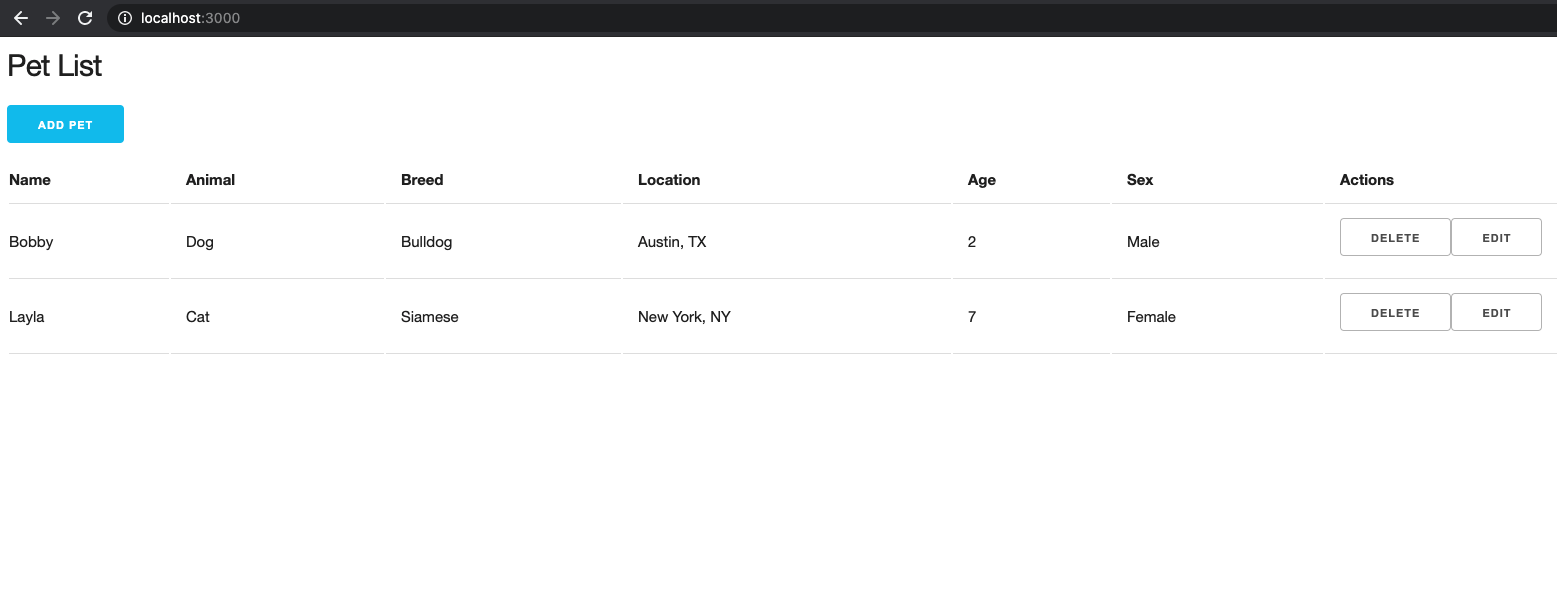 localhost:3000
Pet List
ADD PET
Name Animal Breed Location Age Sex Actions
Bobby Dog Bulldog Austin, TX 2 Male DELETE EDIT
Layla Cat Siamese New York, NY 7 Female DELETE EDIT